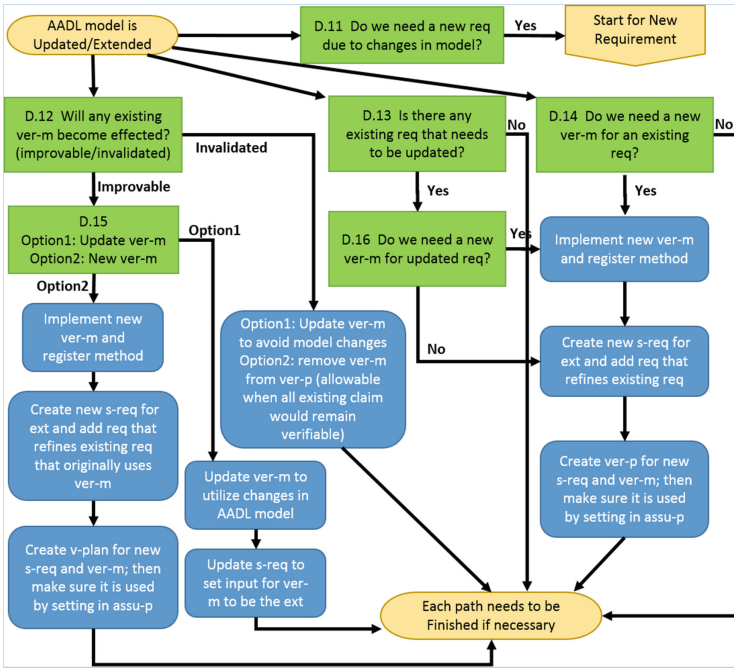 AADL model is
Updated/Extended
D.11 Do we need a new req
due to changes in model?
Yes
Start for New
Requirement
D.12 Will any existing
ver-m become effected?
(improvable/invalidated)
Invalidated
Improvable
D.13 Is there any
existing req that needs
to be updated?
No
Yes
D.14 Do we need a new
ver-m for an existing
req?
No
Yes
D.15
Option1: Update ver-m
Option2: New ver-m
Option1
Option2
D.16 Do we need a new
ver-m for updated req?
Yes
No
Implement new ver-m
and register method
Implement new
ver-m and
register method
Option1: Update ver-m
to avoid model changes
Option2: remove ver-m
from ver-p (allowable
when all existing claim
would remain
verifiable)
Create new s-req for
ext and add req that
refines existing req
Create new s-req for
ext and add req that
refines existing req
that originally uses
ver-m
Update ver-m to
utilize changes in
AADL model
Create ver-p for new
s-req and ver-m; then
make sure it is used
by setting in assu-p
Create v-plan for new
s-req and ver-m; then
make sure it is used
by setting in assu-p
Update s-req to
set input for ver-
m to be the ext
Each path needs to be
Finished if necessary